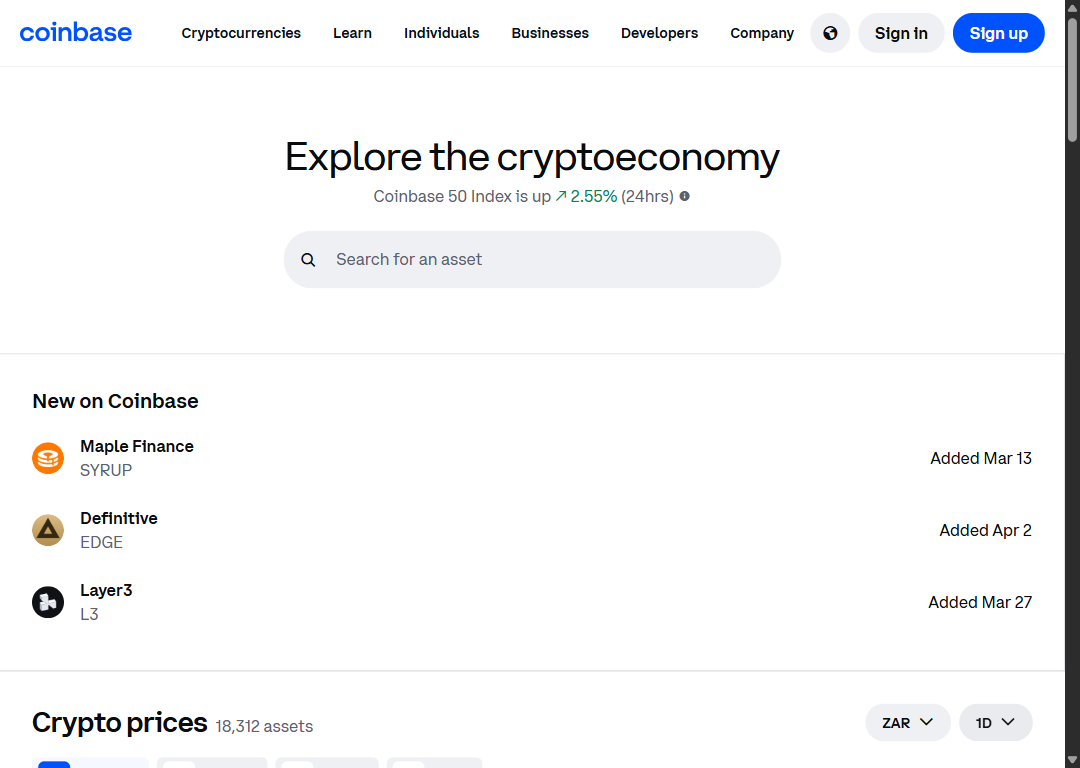 coinbase
Cryptocurrencies Learn Individuals Businesses Developers Company Sign in Sign up
Explore the cryptoeconomy
Coinbase 50 Index is up ↗ 2.55% (24hrs)
Search for an asset
New on Coinbase
Maple Finance
SYRUP
Added Mar 13
Definitive
EDGE
Added Apr 2
Layer3
L3
Added Mar 27
Crypto prices 18,312 assets
ZAR 1D